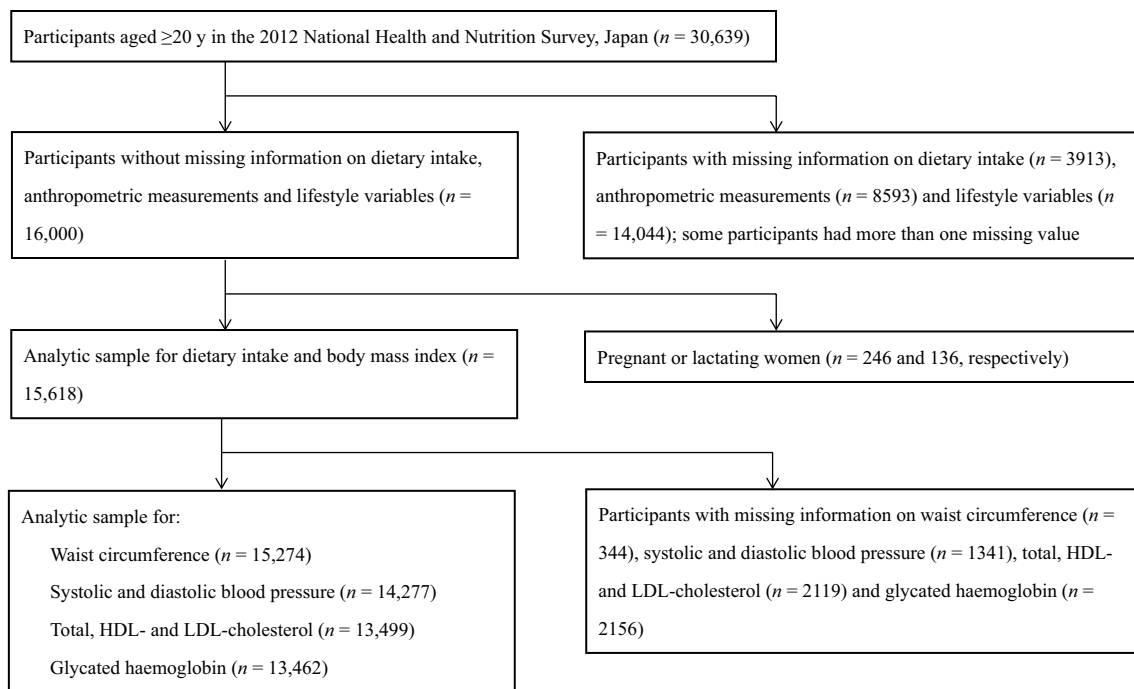 Participants aged ≥20 y in the 2012 National Health and Nutrition Survey, Japan (n = 30,639)
Participants without missing information on dietary intake,
anthropometric measurements and lifestyle variables (n =
16,000)
Participants with missing information on dietary intake (n = 3913),
anthropometric measurements (n = 8593) and lifestyle variables (n
= 14,044); some participants had more than one missing value
Analytic sample for dietary intake and body mass index (n =
15,618)
Pregnant or lactating women (n = 246 and 136, respectively)
Analytic sample for:
Waist circumference (n = 15,274)
Systolic and diastolic blood pressure (n = 14,277)
Total, HDL- and LDL-cholesterol (n = 13,499)
Glycated haemoglobin (n = 13,462)
Participants with missing information on waist circumference (n =
344), systolic and diastolic blood pressure (n = 1341), total, HDL-
and LDL-cholesterol (n = 2119) and glycated haemoglobin (n =
2156)